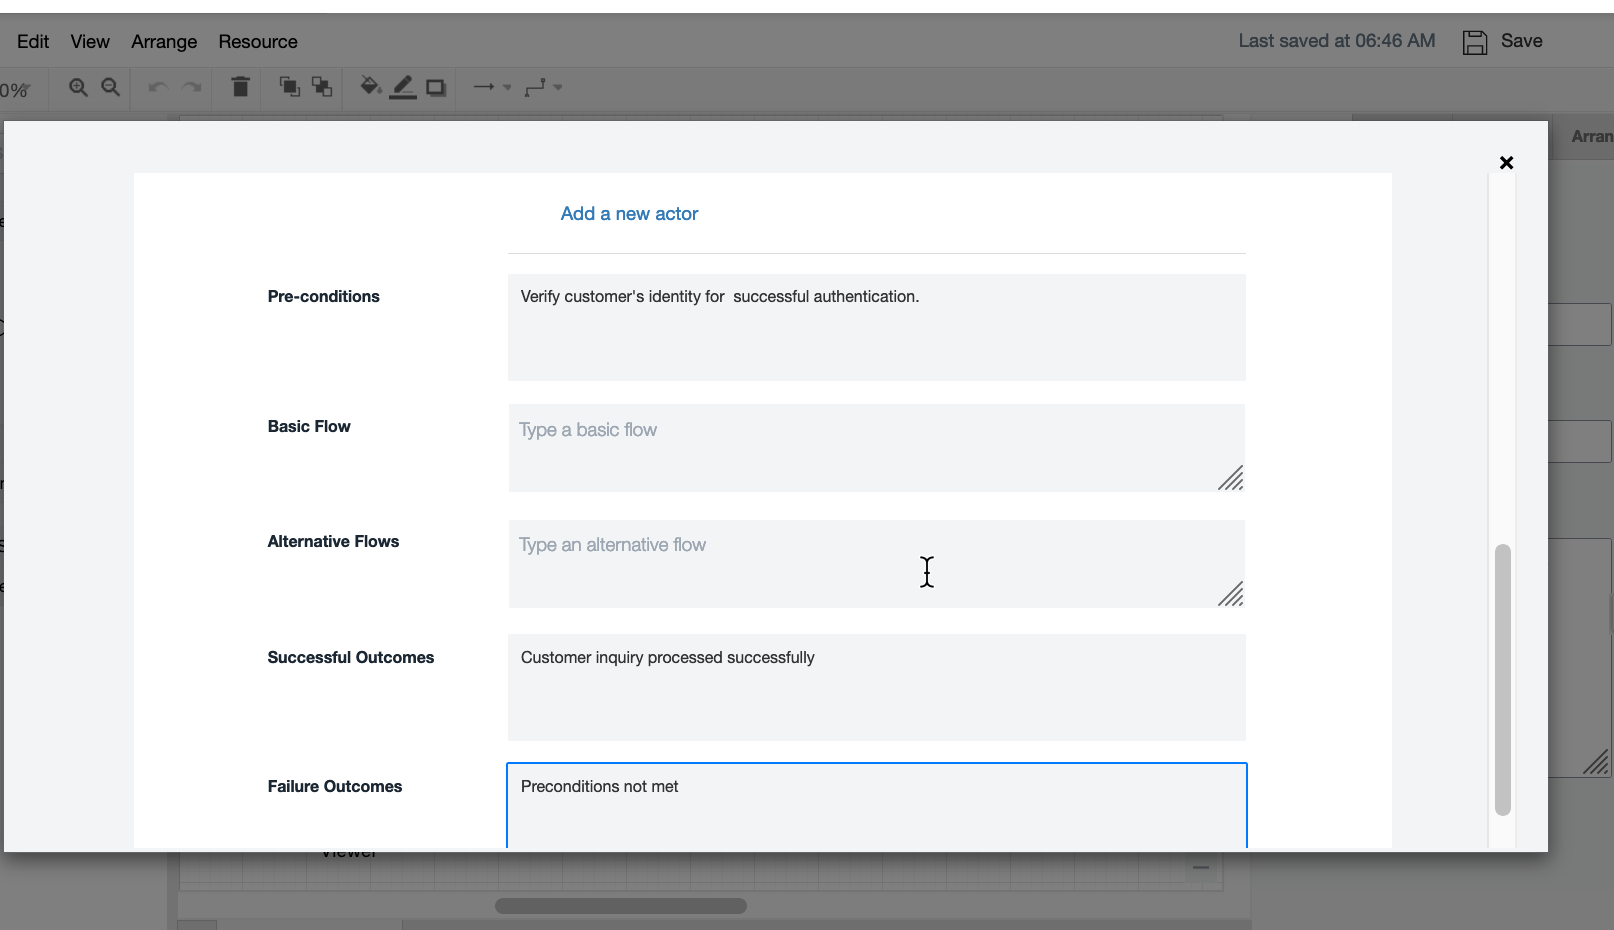 Edit View Arrange Resource Last saved at 06:46 AM Save
0%
Arran
Add a new actor
Pre-conditions Verify customer's identity for  successful authentication.
Basic Flow Type a basic flow
Alternative Flows Type an alternative flow
Successful Outcomes Customer inquiry processed successfully
Failure Outcomes Preconditions not met
Viewer